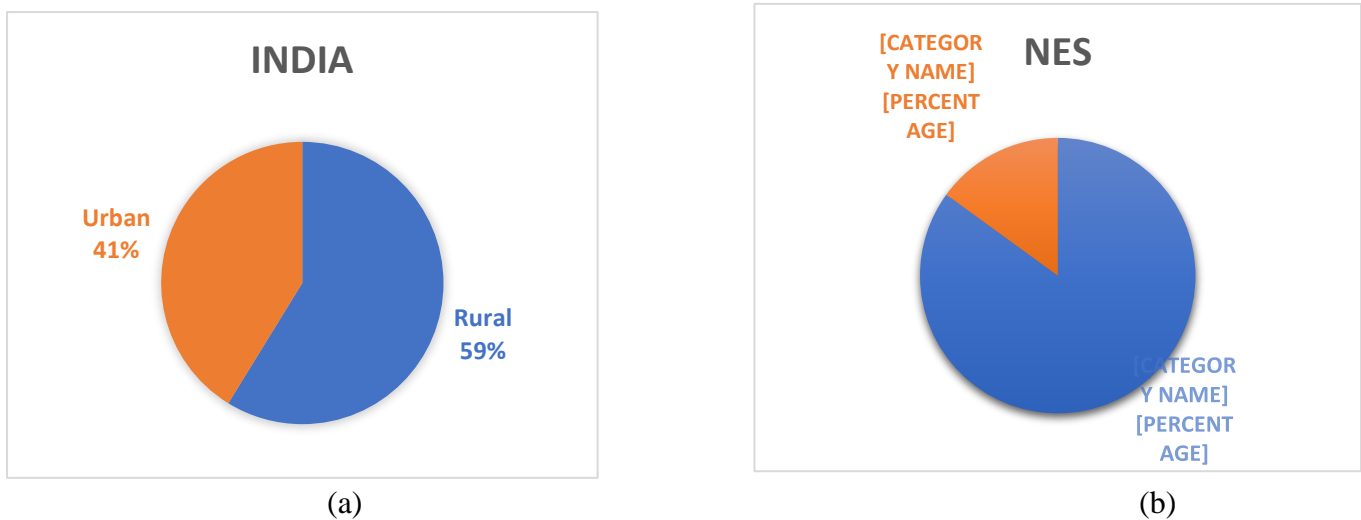 INDIA
Urban
41%
Rural
59%
(a)
[CATEGOR
Y NAME]
[PERCENT
AGE]
NES
[CATEGOR
Y NAME]
[PERCENT
AGE]
(b)